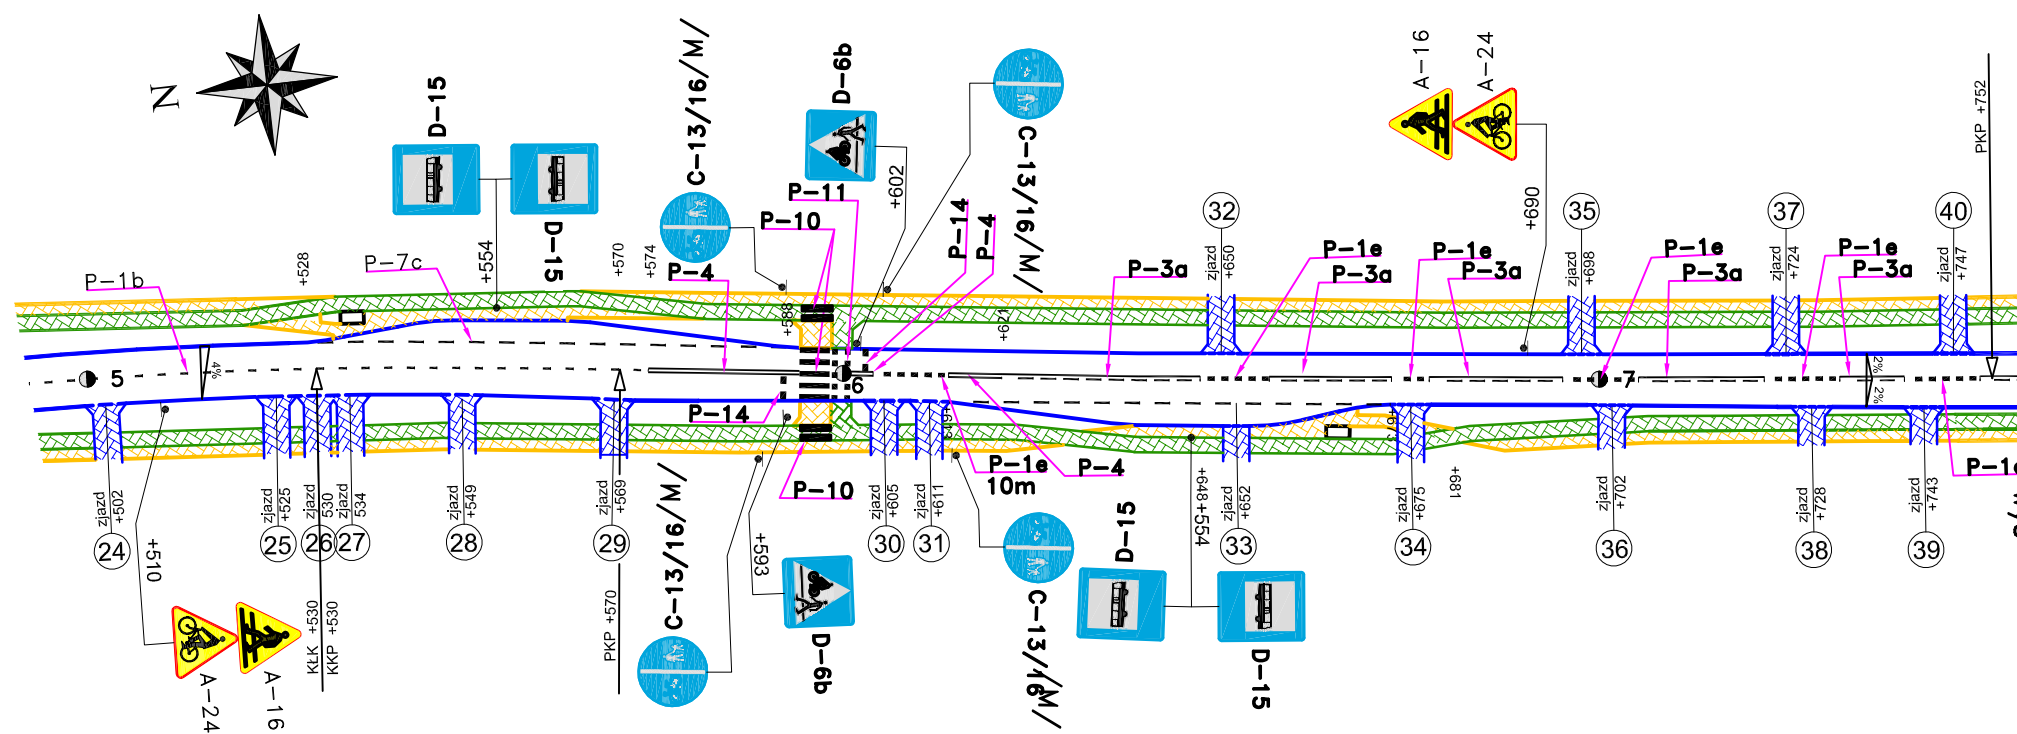 N
D-15
D-15
+554
C-13/16/M/
D-6b
+602
C-13/16/M/
A-16
A-24
+690
PKP +752
P-11
P-10
P-14
P-4
P-4
P-1b
+528
P-7c
+570
+574
+588
+621
32
zjazd
+650
P-3a
P-1e
P-3a
P-1e
P-3a
35
zjazd
+698
P-1e
P-3a
37
zjazd
+724
P-1e
P-3a
40
zjazd
+747
5
4%
6
7
2%
2%
P-14
P-10
P-1e
10m
P-4
+673
+681
zjazd
+502
24
zjazd
+525
25
zjazd
530
26
zjazd
534
27
zjazd
+549
28
zjazd
+569
29
zjazd
+605
30
zjazd
+611
31
zjazd
+652
33
zjazd
+675
34
zjazd
+702
36
zjazd
+728
38
zjazd
+743
39
+510
A-24
A-16
KŁK +530
KKP +530
PKP +570
C-13/16/M/
+593
D-6b
C-13/16/M/
+648+554
D-15
D-15